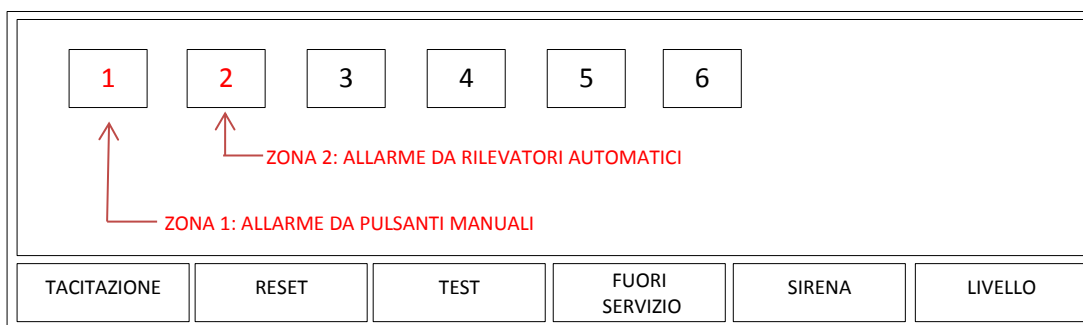 1 2 3 4 5 6
ZONA 2: ALLARME DA RILEVATORI AUTOMATICI
ZONA 1: ALLARME DA PULSANTI MANUALI
TACITAZIONE RESET TEST FUORI SERVIZIO SIRENA LIVELLO